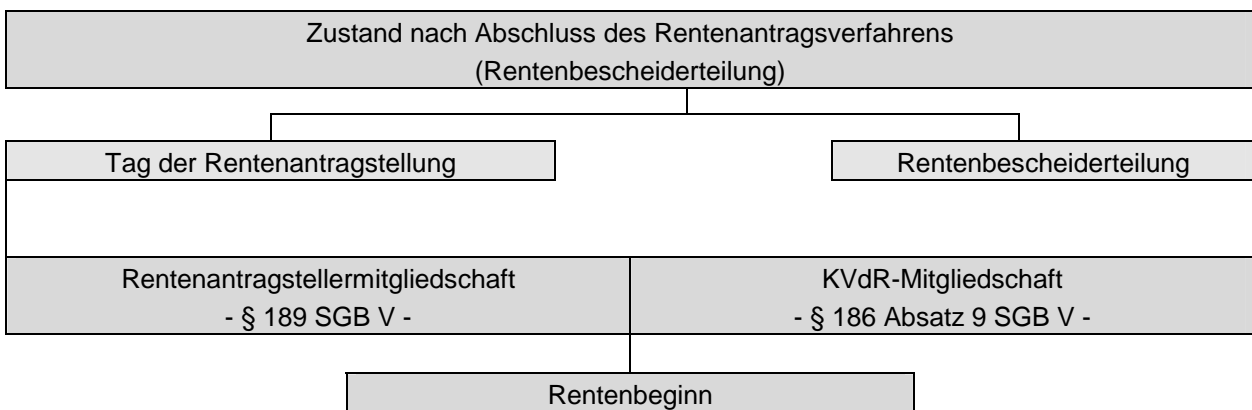 Zustand nach Abschluss des Rentenantragsverfahrens
(Rentenbescheiderteilung)
Tag der Rentenantragstellung
Rentenbescheiderteilung
Rentenantragstellermitgliedschaft
- § 189 SGB V -
KVdR-Mitgliedschaft
- § 186 Absatz 9 SGB V -
Rentenbeginn